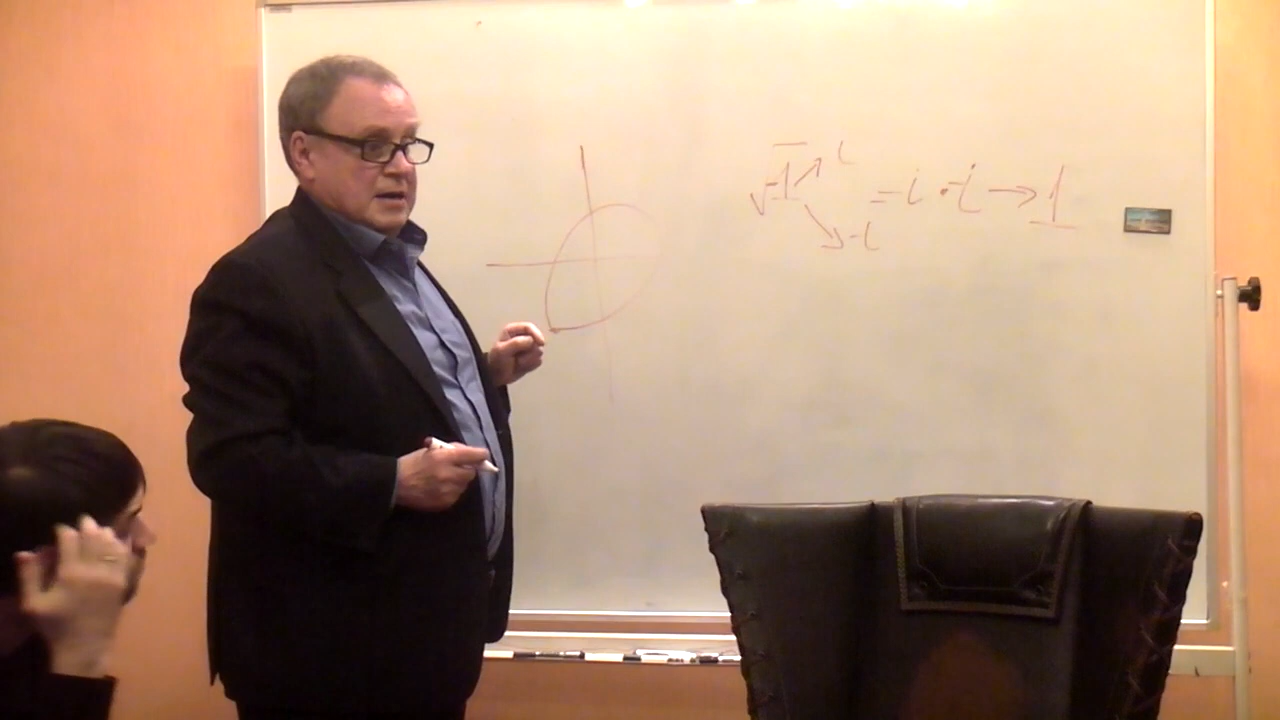 √-1 ↗ i = -i · i → 1
↘ -i